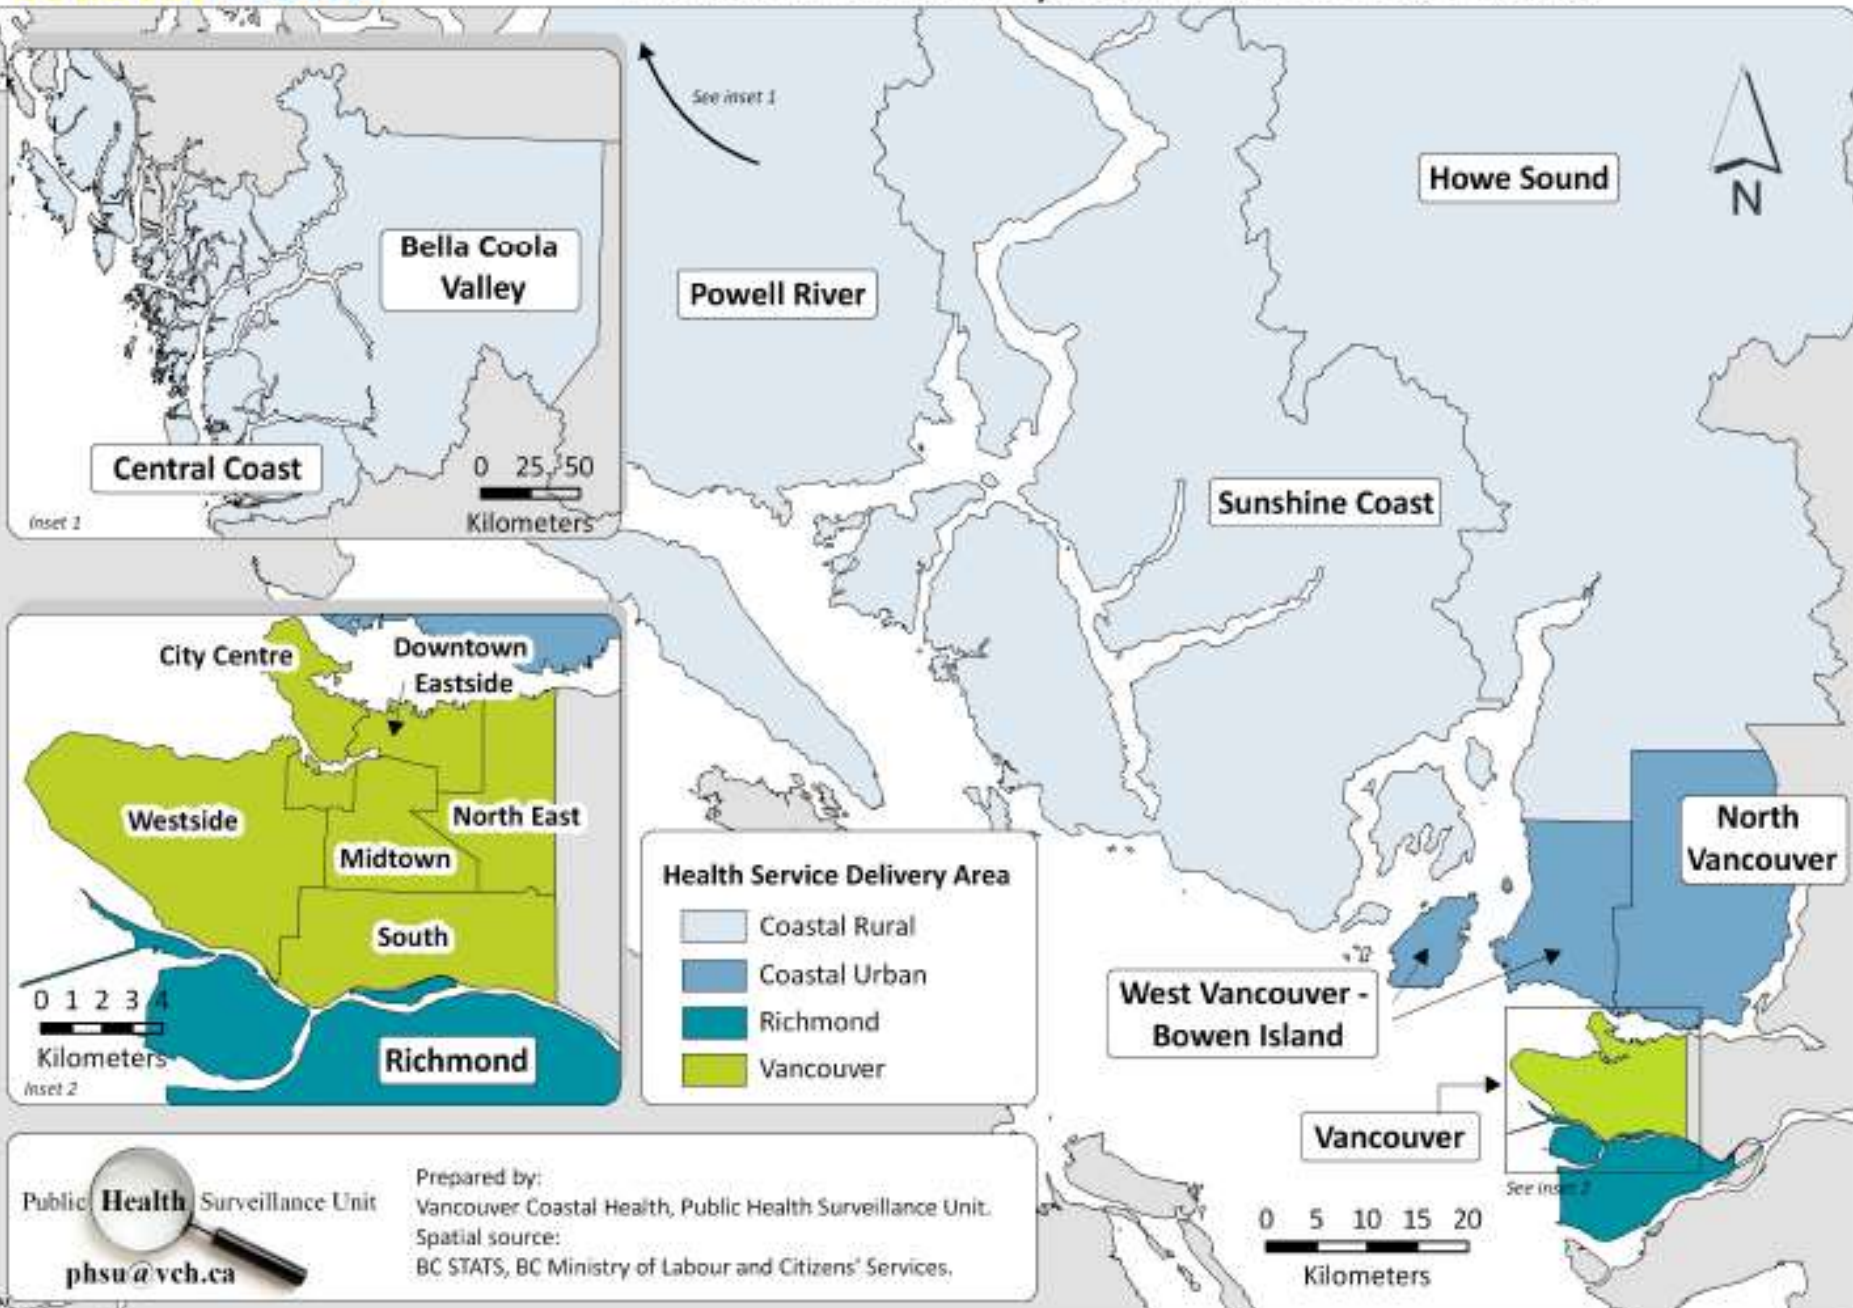 See inset 1
Howe Sound
N
Bella Coola
Valley
Powell River
Central Coast
0 25 50
Kilometers
Inset 1
Sunshine Coast
City Centre
Downtown
Eastside
Westside
North East
Midtown
South
0 1 2 3 4
Kilometers
Richmond
Inset 2
Health Service Delivery Area
Coastal Rural
Coastal Urban
Richmond
Vancouver
North
Vancouver
West Vancouver -
Bowen Island
Vancouver
See inset 2
0 5 10 15 20
Kilometers
Public Health Surveillance Unit
phsu@vch.ca
Prepared by:
Vancouver Coastal Health, Public Health Surveillance Unit.
Spatial source:
BC STATS, BC Ministry of Labour and Citizens' Services.